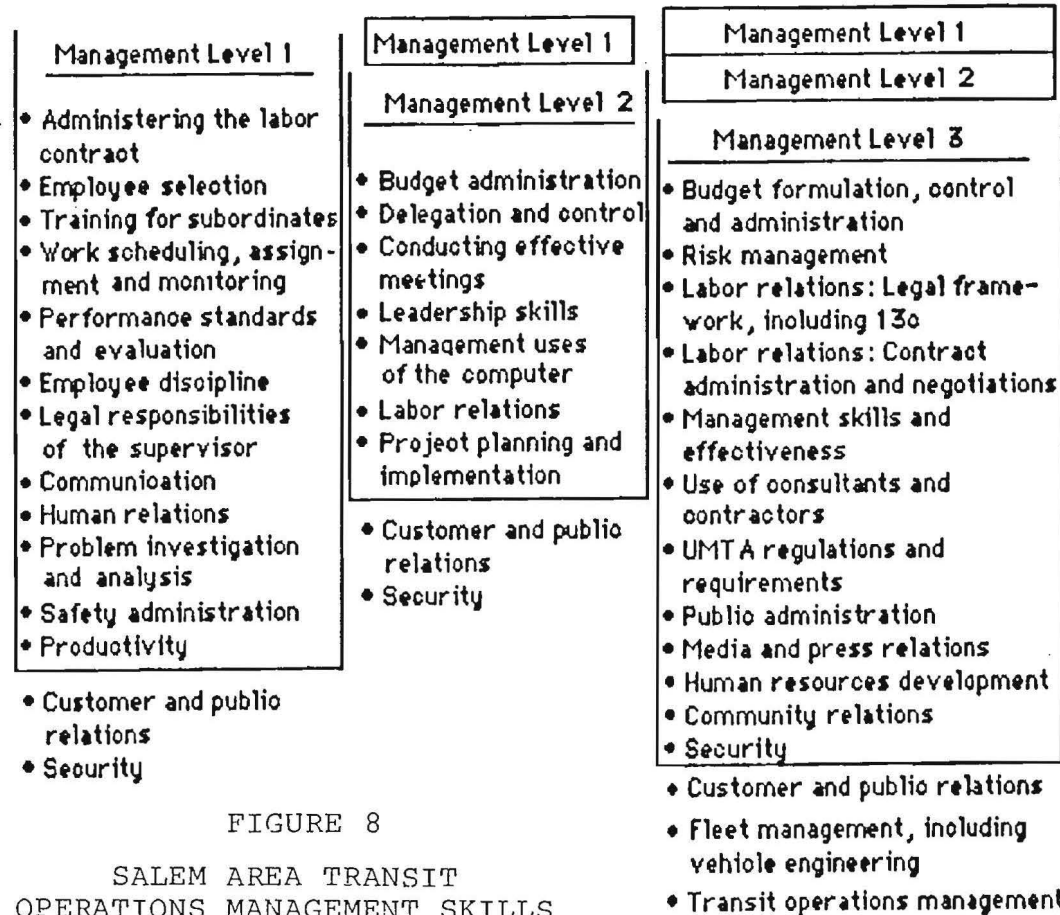 Management Level 1
• Administering the labor
contract
• Employee selection
• Training for subordinates
• Work scheduling, assign-
ment and monitoring
• Performance standards
and evaluation
• Employee discipline
• Legal responsibilities
of the supervisor
• Communication
• Human relations
• Problem investigation
and analysis
• Safety administration
• Productivity
• Customer and public
relations
• Security
Management Level 1
Management Level 2
• Budget administration
• Delegation and control
• Conducting effective
meetings
• Leadership skills
• Management uses
of the computer
• Labor relations
• Project planning and
implementation
• Customer and public
relations
• Security
Management Level 1
Management Level 2
Management Level 3
• Budget formulation, control
and administration
• Risk management
• Labor relations: Legal frame-
work, including 13c
• Labor relations: Contract
administration and negotiations
• Management skills and
effectiveness
• Use of consultants and
contractors
• UMTA regulations and
requirements
• Public administration
• Media and press relations
• Human resources development
• Community relations
• Security
• Customer and public relations
• Fleet management, including
vehicle engineering
• Transit operations management
FIGURE 8
SALEM AREA TRANSIT
OPERATIONS MANAGEMENT SKILLS